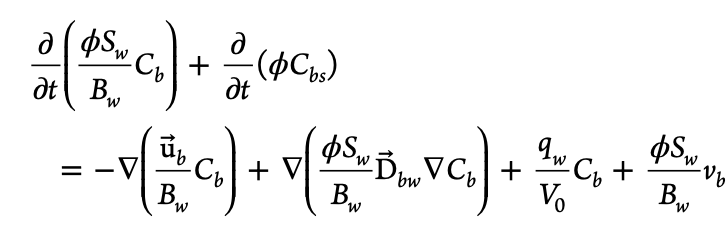 ∂/∂t(ϕS_w/B_w C_b) + ∂/∂t(ϕC_bs)
= −∇(u⃗_b/B_w C_b) + ∇(ϕS_w/B_w D⃗_bw∇C_b) + q_w/V_0 C_b + ϕS_w/B_w ν_b